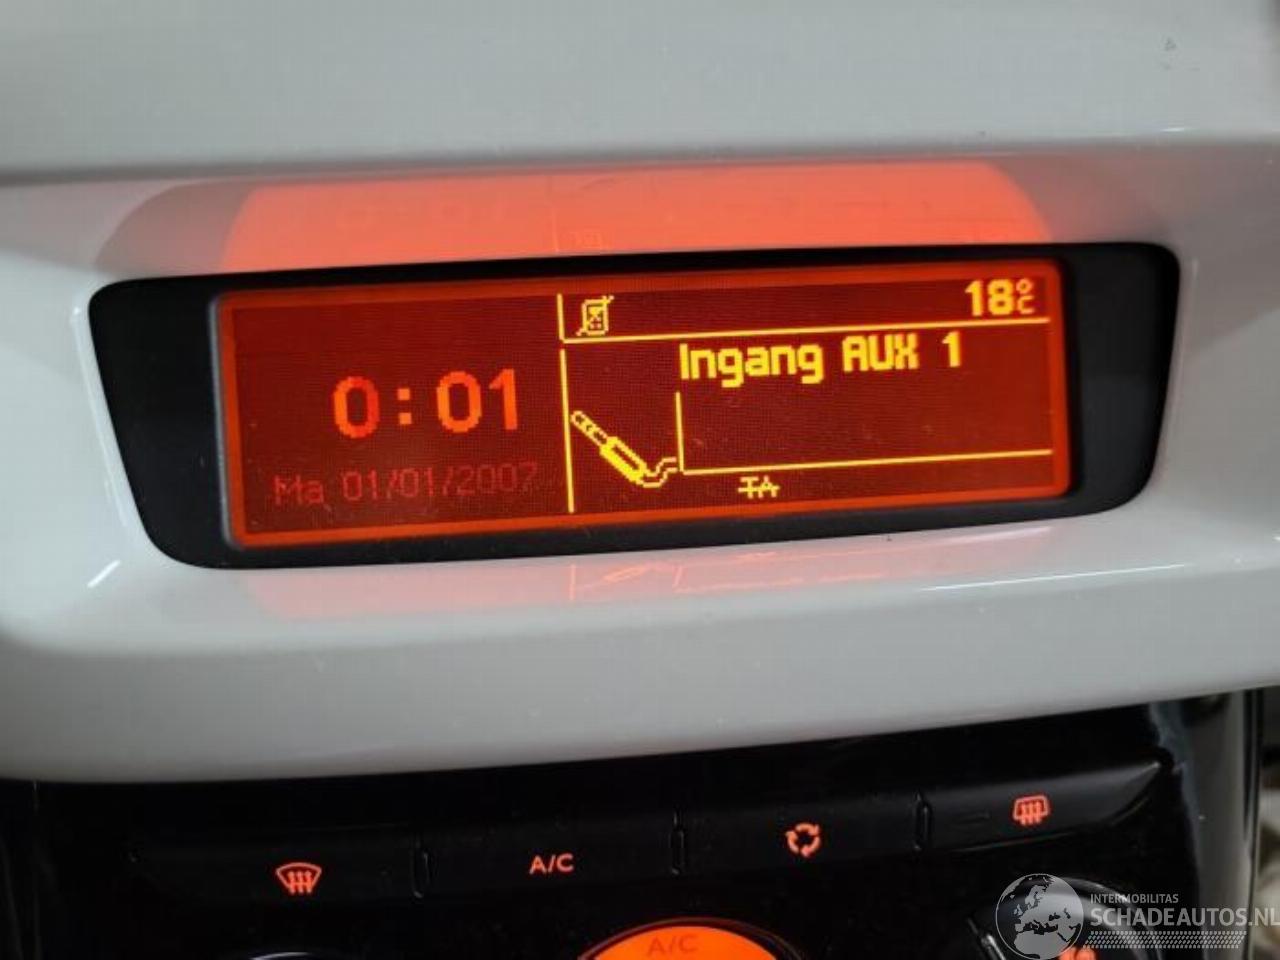 18°C
Ingang AUX 1
0:01
Ma 01/01/2007
TA
A/C
A/C
INTERMOBILITAS
SCHADEAUTOS.NL